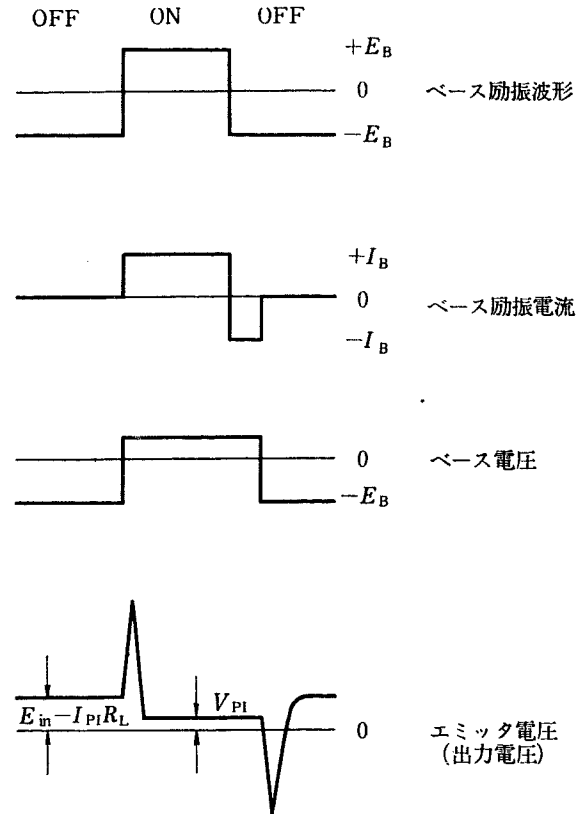 OFF ON OFF
+E_B
0 ベース励振波形
−E_B
+I_B
0 ベース励振電流
−I_B
0 ベース電圧
−E_B
E_in−I_PI R_L
V_PI
0 エミッタ電圧
(出力電圧)